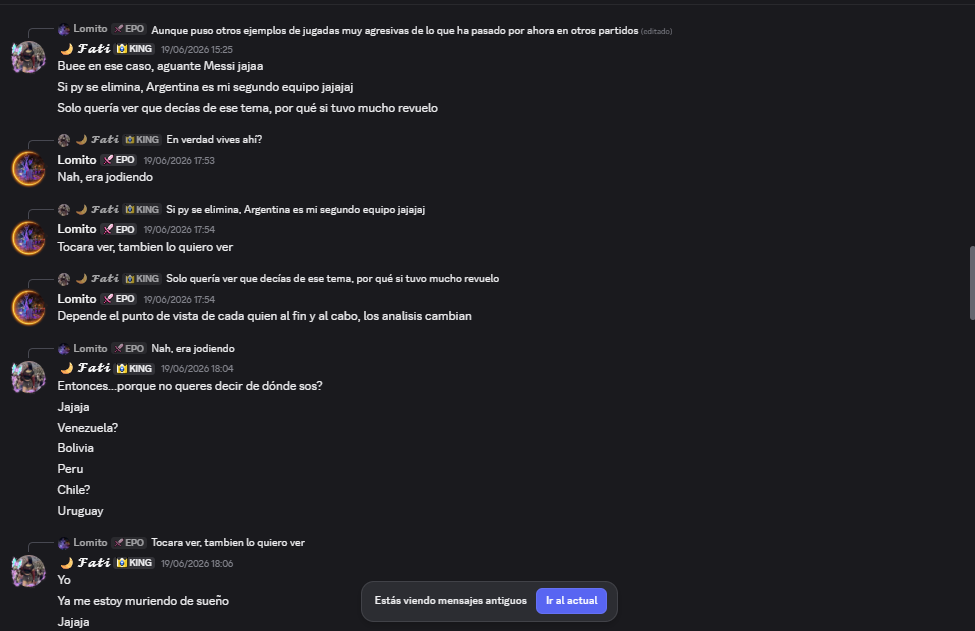 Lomito EPO Aunque puso otros ejemplos de jugadas muy agresivas de lo que ha pasado por ahora en otros partidos (editado)
🌙 𝓕𝓪𝓽𝓲 KING 19/06/2026 15:25
Buee en ese caso, aguante Messi jajaa
Si py se elimina, Argentina es mi segundo equipo jajajaj
Solo quería ver que decías de ese tema, por qué si tuvo mucho revuelo
🌙 𝓕𝓪𝓽𝓲 KING En verdad vives ahí?
Lomito EPO 19/06/2026 17:53
Nah, era jodiendo
🌙 𝓕𝓪𝓽𝓲 KING Si py se elimina, Argentina es mi segundo equipo jajajaj
Lomito EPO 19/06/2026 17:54
Tocara ver, tambien lo quiero ver
🌙 𝓕𝓪𝓽𝓲 KING Solo quería ver que decías de ese tema, por qué si tuvo mucho revuelo
Lomito EPO 19/06/2026 17:54
Depende el punto de vista de cada quien al fin y al cabo, los analisis cambian
Lomito EPO Nah, era jodiendo
🌙 𝓕𝓪𝓽𝓲 KING 19/06/2026 18:04
Entonces...porque no queres decir de dónde sos?
Jajaja
Venezuela?
Bolivia
Peru
Chile?
Uruguay
Lomito EPO Tocara ver, tambien lo quiero ver
🌙 𝓕𝓪𝓽𝓲 KING 19/06/2026 18:06
Yo
Ya me estoy muriendo de sueño
Jajaja
Estás viendo mensajes antiguos Ir al actual